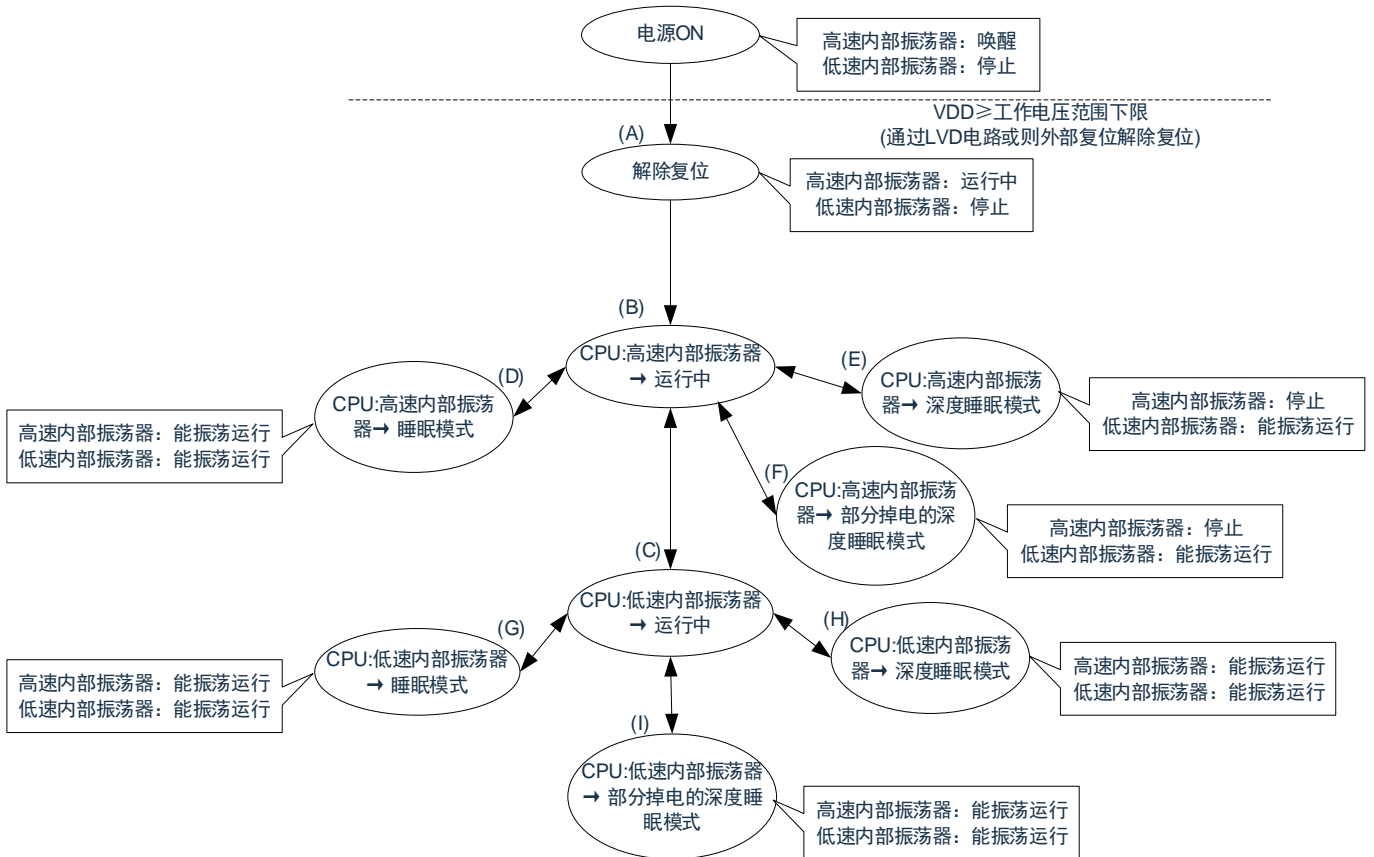 电源ON
高速内部振荡器：唤醒
低速内部振荡器：停止
VDD≥工作电压范围下限
(通过LVD电路或则外部复位解除复位)
(A)
解除复位
高速内部振荡器：运行中
低速内部振荡器：停止
(B)
CPU:高速内部振荡器
→ 运行中
(D)
CPU:高速内部振荡
器→ 睡眠模式
高速内部振荡器：能振荡运行
低速内部振荡器：能振荡运行
(E)
CPU:高速内部振荡
器→ 深度睡眠模式
高速内部振荡器：停止
低速内部振荡器：能振荡运行
(F)
CPU:高速内部振荡
器→ 部分掉电的深
度睡眠模式
高速内部振荡器：停止
低速内部振荡器：能振荡运行
(C)
CPU:低速内部振荡器
→ 运行中
(G)
CPU:低速内部振荡器
→ 睡眠模式
高速内部振荡器：能振荡运行
低速内部振荡器：能振荡运行
(H)
CPU:低速内部振荡
器→ 深度睡眠模式
高速内部振荡器：能振荡运行
低速内部振荡器：能振荡运行
(I)
CPU:低速内部振荡器
→ 部分掉电的深度睡
眠模式
高速内部振荡器：能振荡运行
低速内部振荡器：能振荡运行